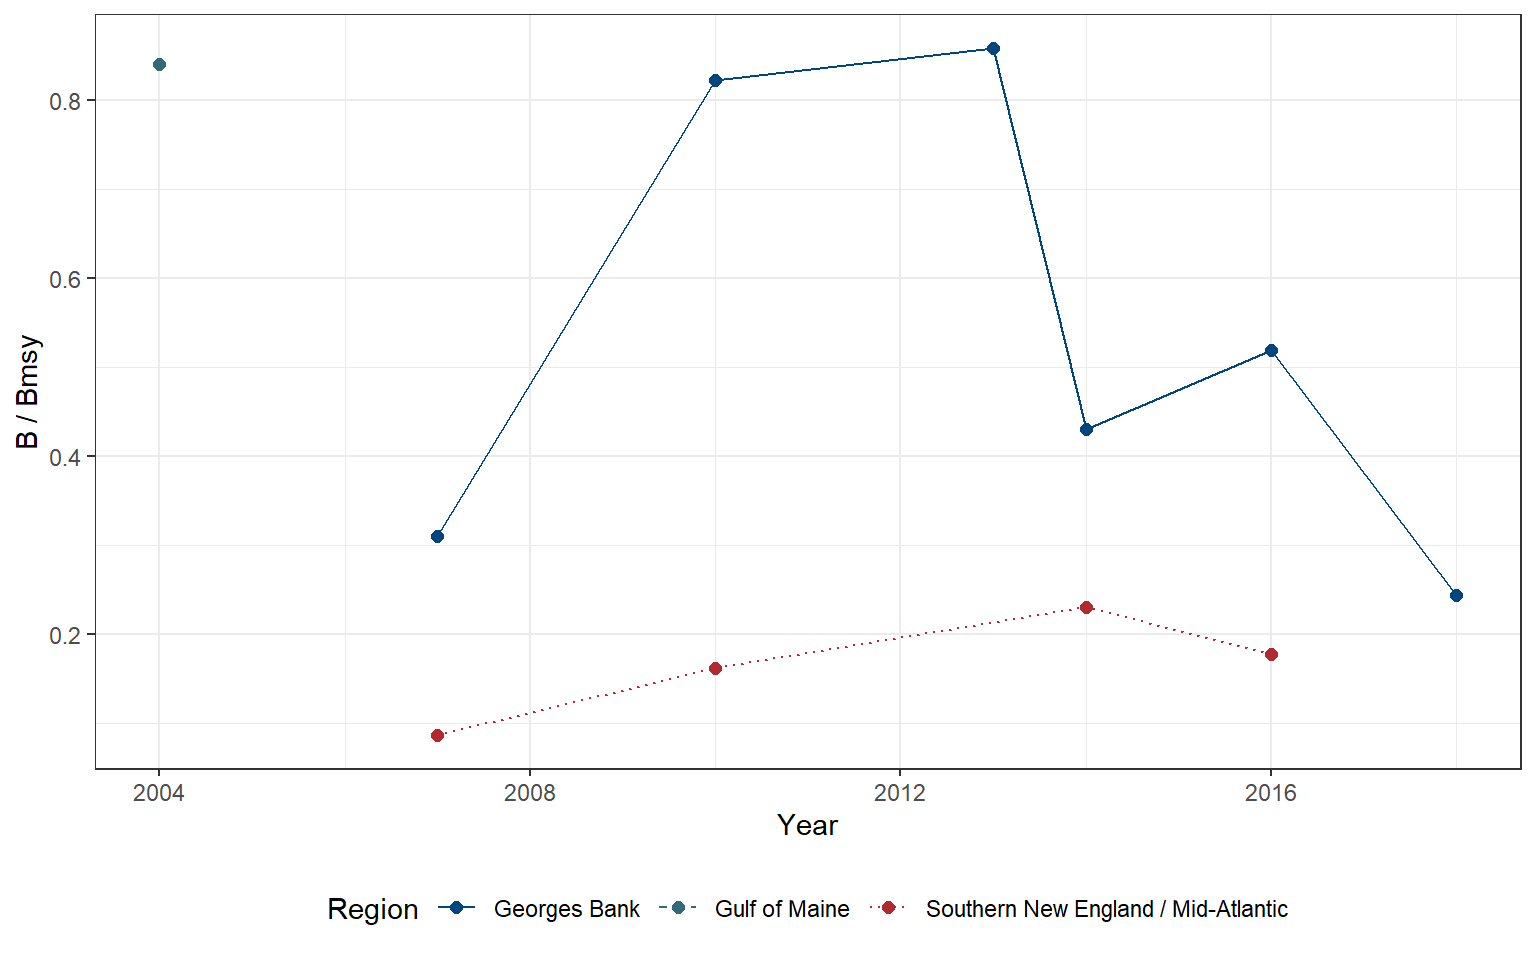 0.8
0.6
0.4
0.2
B / Bmsy
2004 2008 2012 2016
Year
Region Georges Bank Gulf of Maine Southern New England / Mid-Atlantic